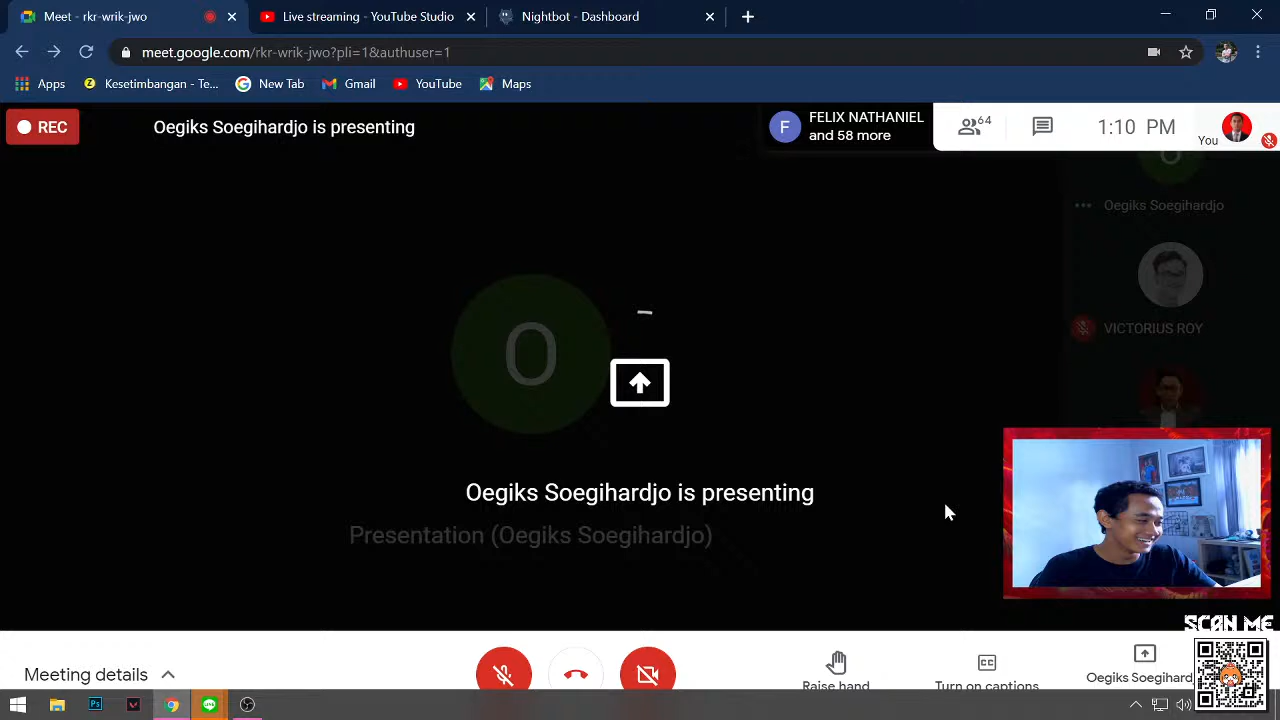 Meet - rkr-wrik-jwo
Live streaming - YouTube Studio
Nightbot - Dashboard
meet.google.com/rkr-wrik-jwo?pli=1&authuser=1
Apps
Kesetimbangan - Te...
New Tab
Gmail
YouTube
Maps
REC
Oegiks Soegihardjo is presenting
F
FELIX NATHANIEL
and 58 more
64
1:10 PM
You
Oegiks Soegihardjo
VICTORIUS ROY
O
Oegiks Soegihardjo is presenting
Presentation (Oegiks Soegihardjo)
SCAN ME
Meeting details
Raise hand
Turn on captions
Oegiks Soegihard